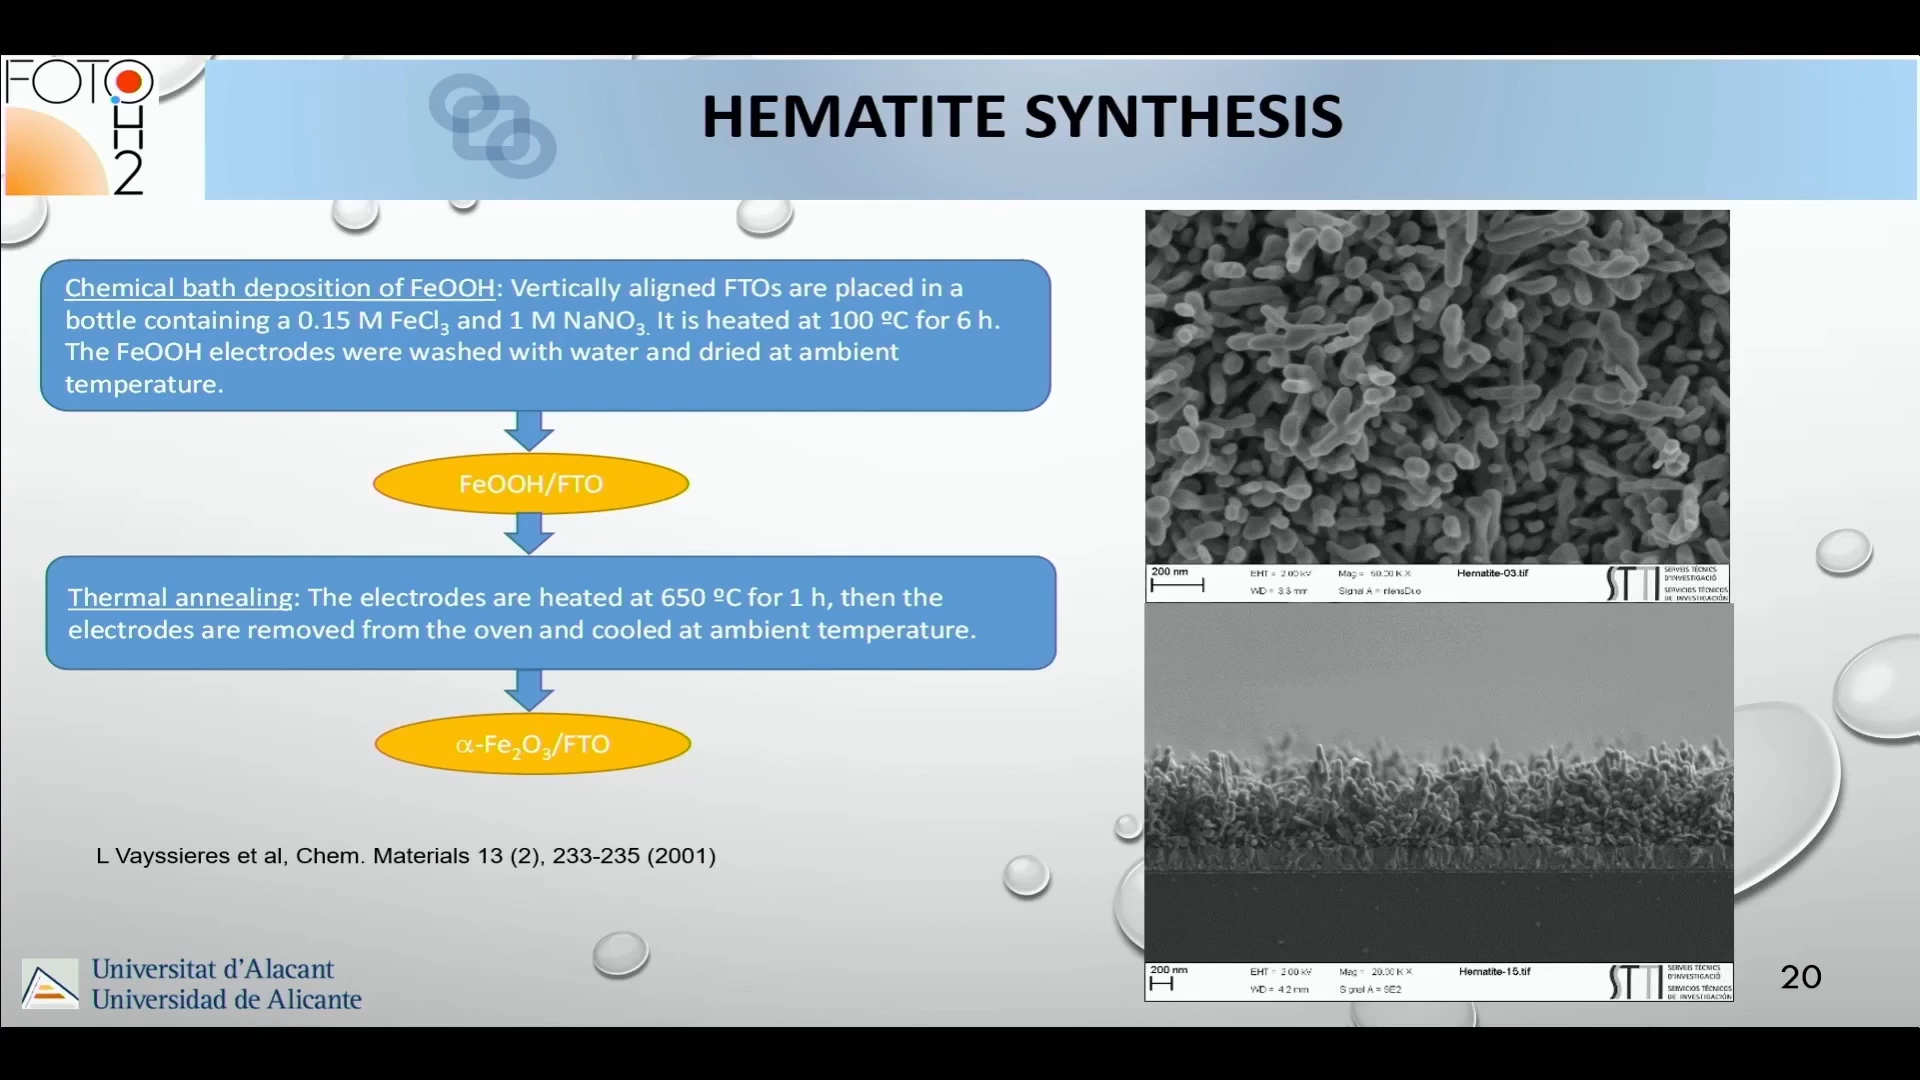 FOTO
H
2
HEMATITE SYNTHESIS
Chemical bath deposition of FeOOH: Vertically aligned FTOs are placed in a
bottle containing a 0.15 M FeCl3 and 1 M NaNO3. It is heated at 100 ºC for 6 h.
The FeOOH electrodes were washed with water and dried at ambient
temperature.
FeOOH/FTO
Thermal annealing: The electrodes are heated at 650 ºC for 1 h, then the
electrodes are removed from the oven and cooled at ambient temperature.
α-Fe2O3/FTO
L Vayssieres et al, Chem. Materials 13 (2), 233-235 (2001)
Universitat d'Alacant
Universidad de Alicante
200 nm
EHT = 2.00 kV Mag = 50.00 K X Hematite-03.tif
WD = 3.3 mm Signal A =
SERVEIS TÈCNICS
D'INVESTIGACIÓ
SERVICIOS TÉCNICOS
DE INVESTIGACIÓN
200 nm
EHT = 2.00 kV Mag = 20.00 K X Hematite-15.tif
WD = 4.2 mm Signal A = SE2
SERVEIS TÈCNICS
D'INVESTIGACIÓ
SERVICIOS TÉCNICOS
DE INVESTIGACIÓN
20